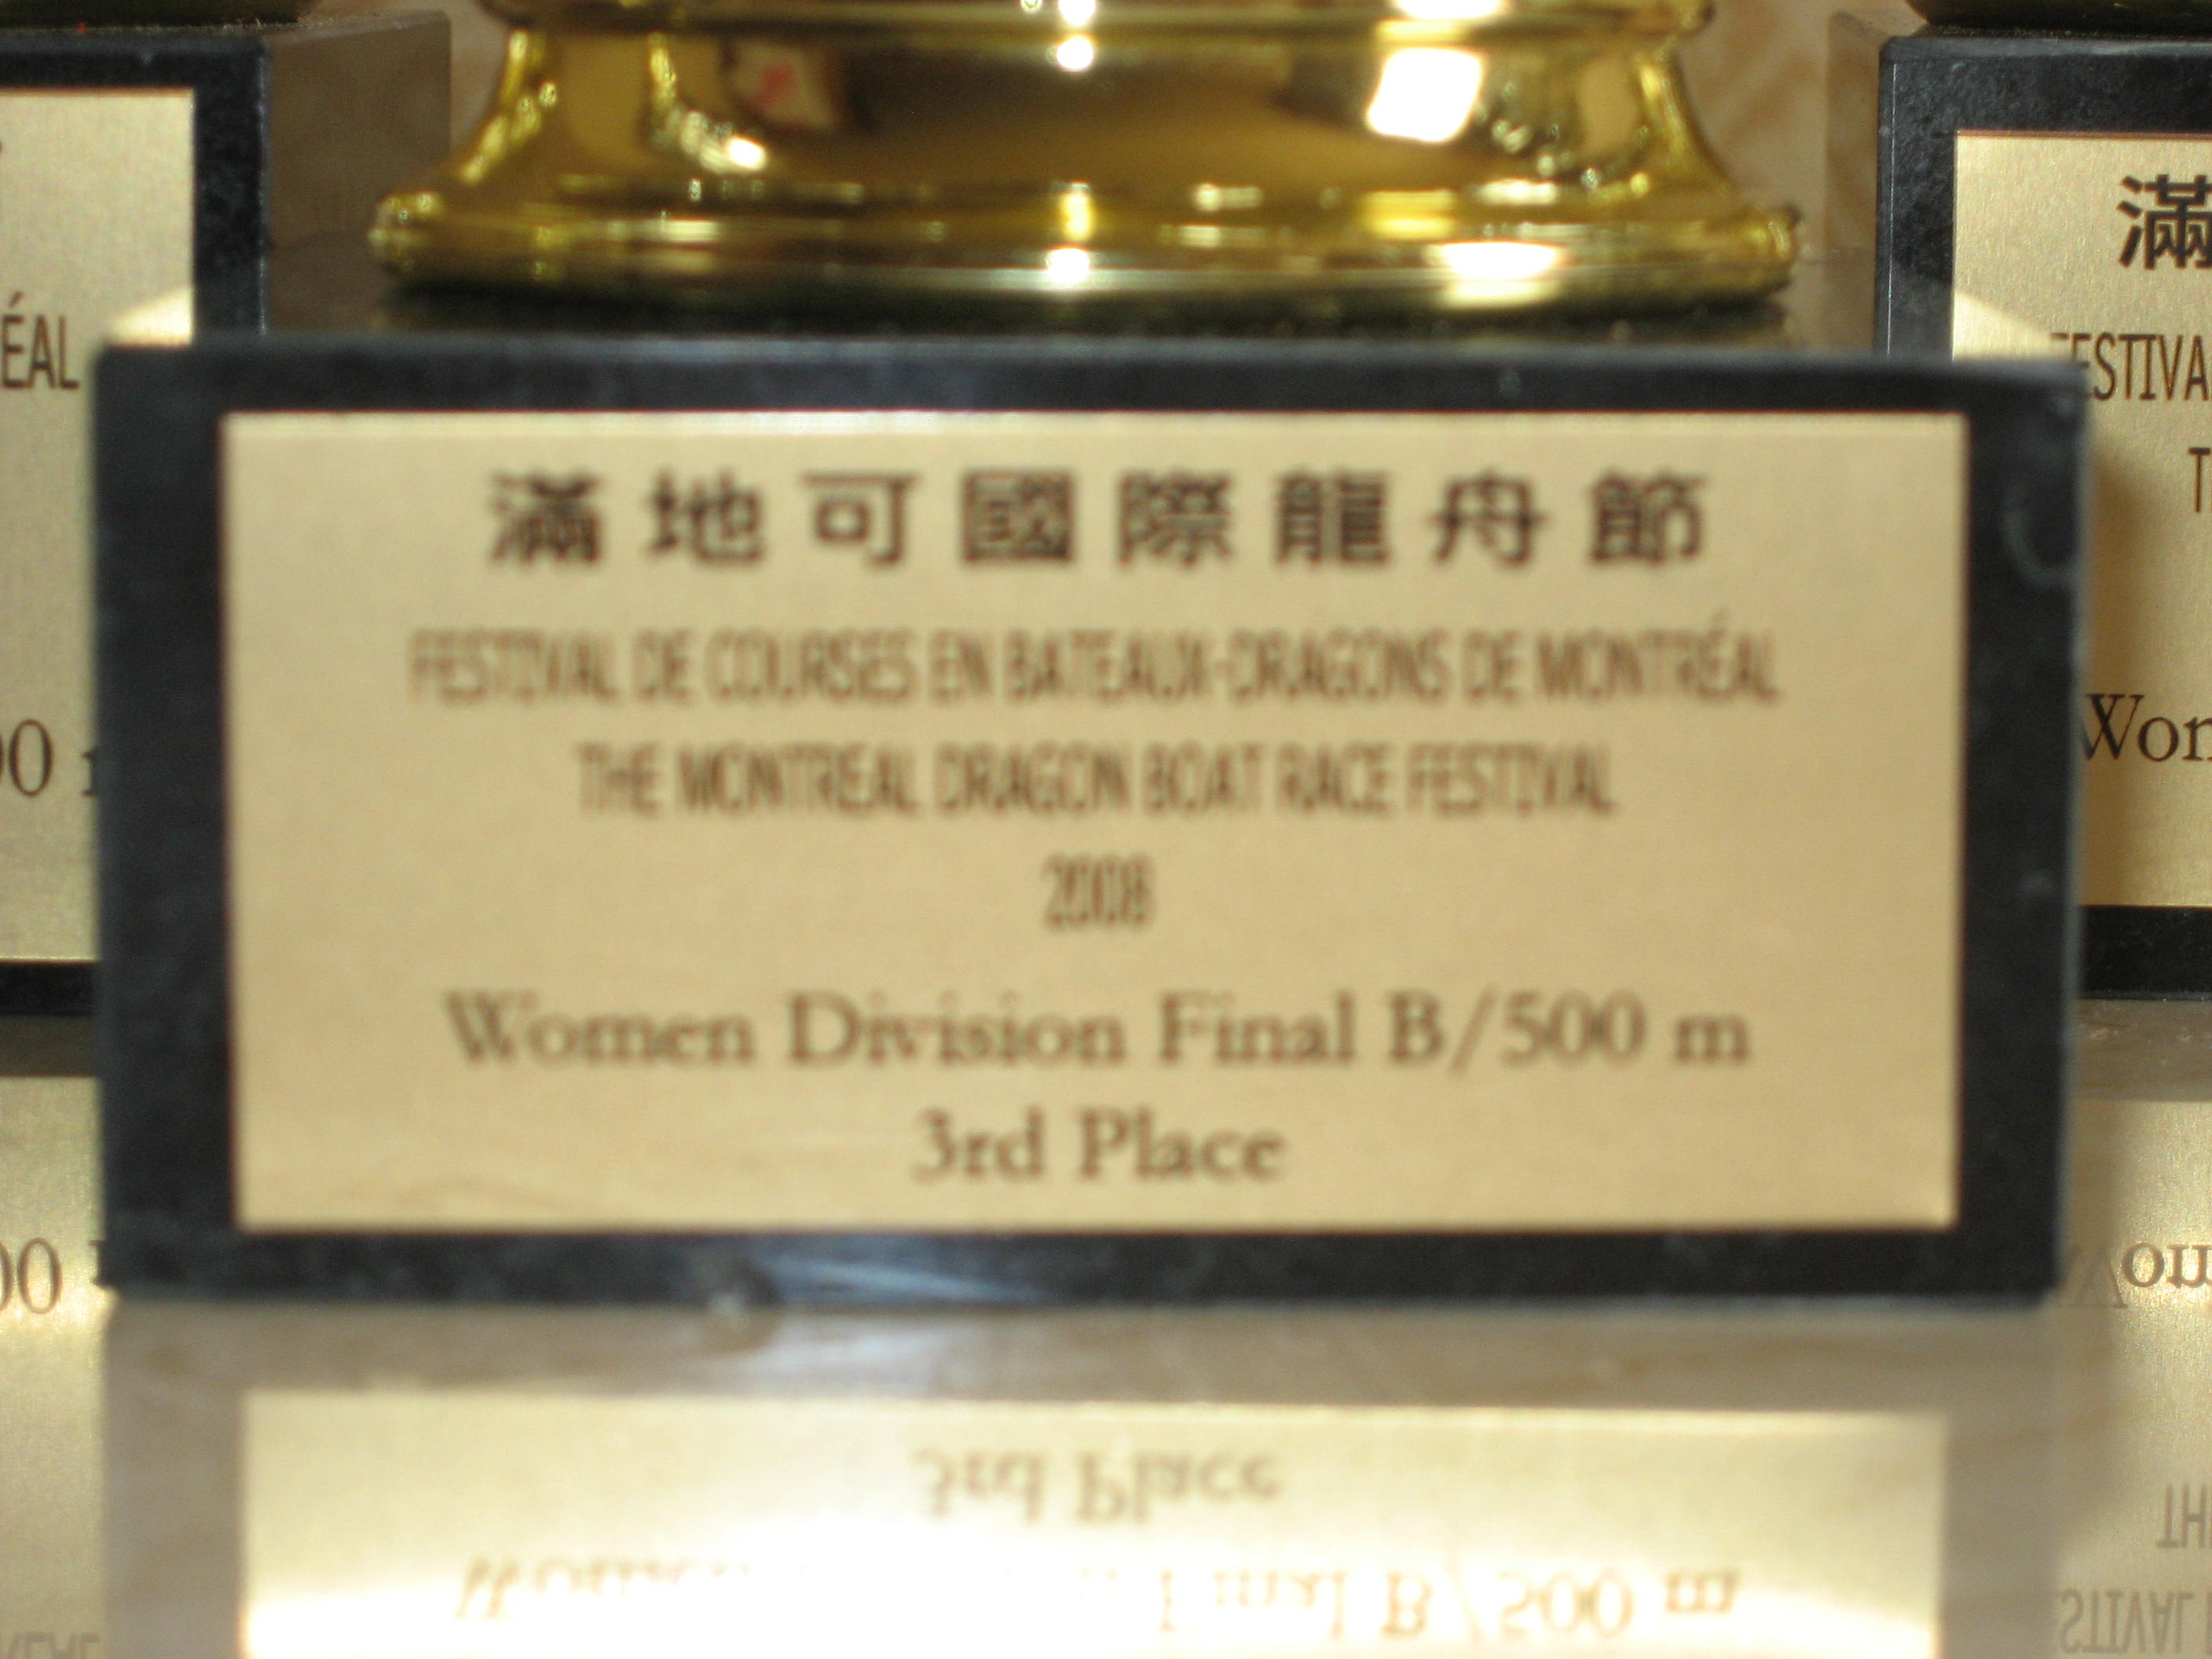 滿地可國際龍舟節
FESTIVAL DE COURSES EN BATEAUX-DRAGONS DE MONTRÉAL
THE MONTREAL DRAGON BOAT RACE FESTIVAL
2008
Women Division Final B/500 m
3rd Place